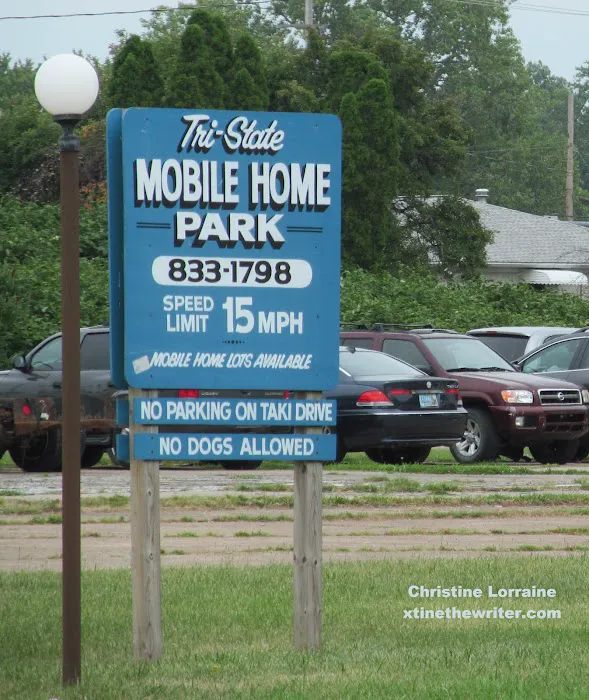 Tri-State
MOBILE HOME
PARK
833-1798
SPEED
LIMIT 15 MPH
MOBILE HOME LOTS AVAILABLE
NO PARKING ON TAKI DRIVE
NO DOGS ALLOWED
Christine Lorraine
xtinethewriter.com